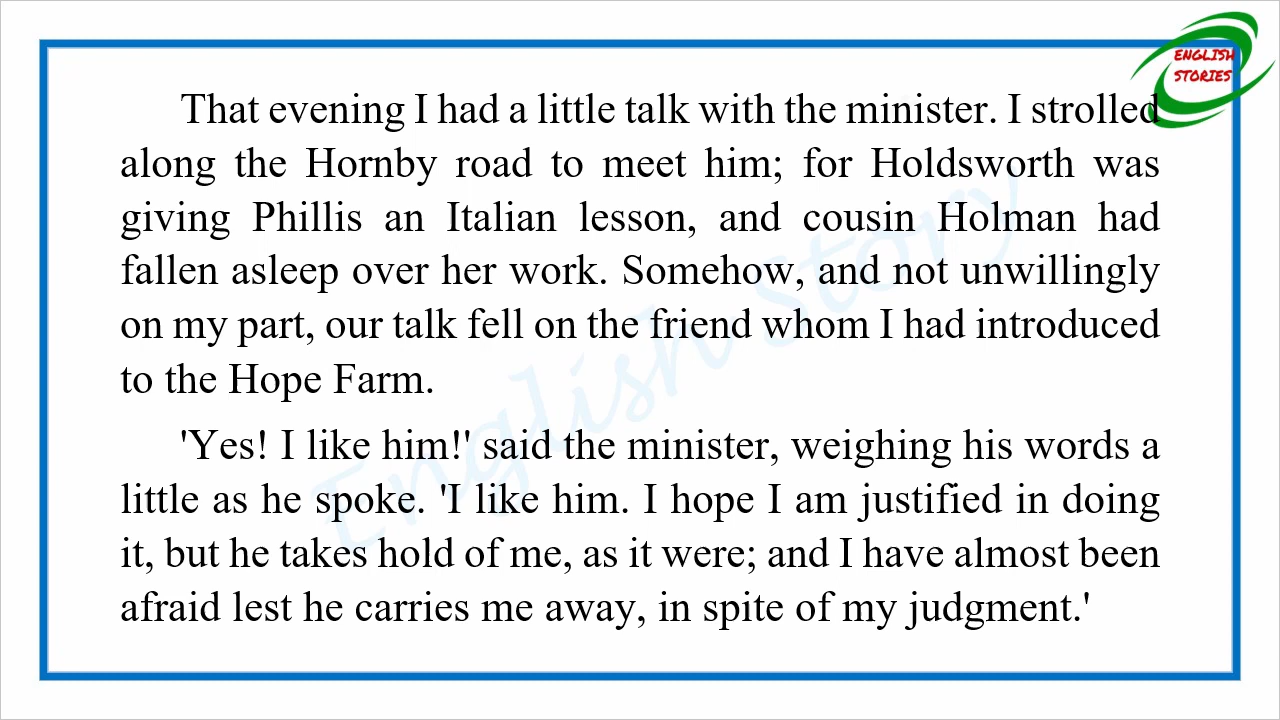 ENGLISH
STORIES
That evening I had a little talk with the minister. I strolled
along the Hornby road to meet him; for Holdsworth was
giving Phillis an Italian lesson, and cousin Holman had
fallen asleep over her work. Somehow, and not unwillingly
on my part, our talk fell on the friend whom I had introduced
to the Hope Farm.
'Yes! I like him!' said the minister, weighing his words a
little as he spoke. 'I like him. I hope I am justified in doing
it, but he takes hold of me, as it were; and I have almost been
afraid lest he carries me away, in spite of my judgment.'
English Story